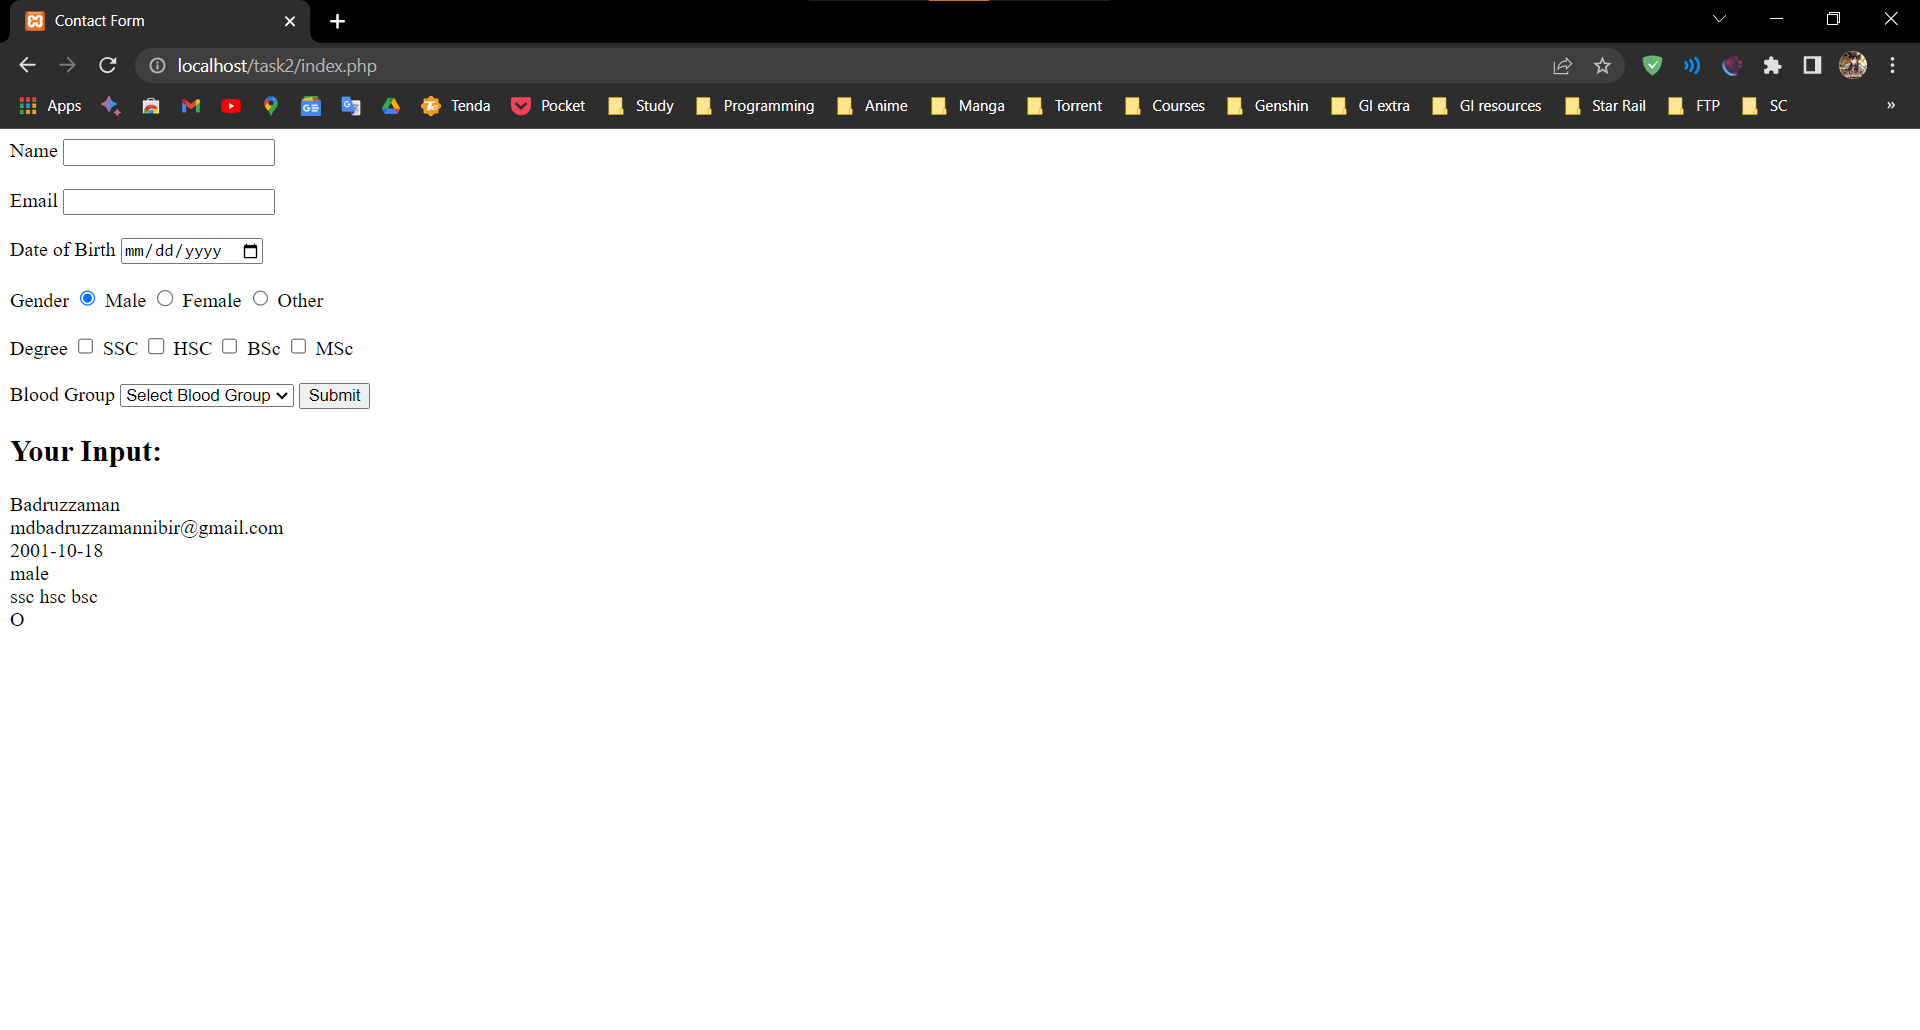 Contact Form
localhost/task2/index.php
Apps Tenda Pocket Study Programming Anime Manga Torrent Courses Genshin GI extra GI resources Star Rail FTP SC »
Name
Email
Date of Birth mm/dd/yyyy
Gender Male Female Other
Degree SSC HSC BSc MSc
Blood Group Select Blood Group Submit
Your Input:
Badruzzaman
mdbadruzzamannibir@gmail.com
2001-10-18
male
ssc hsc bsc
O